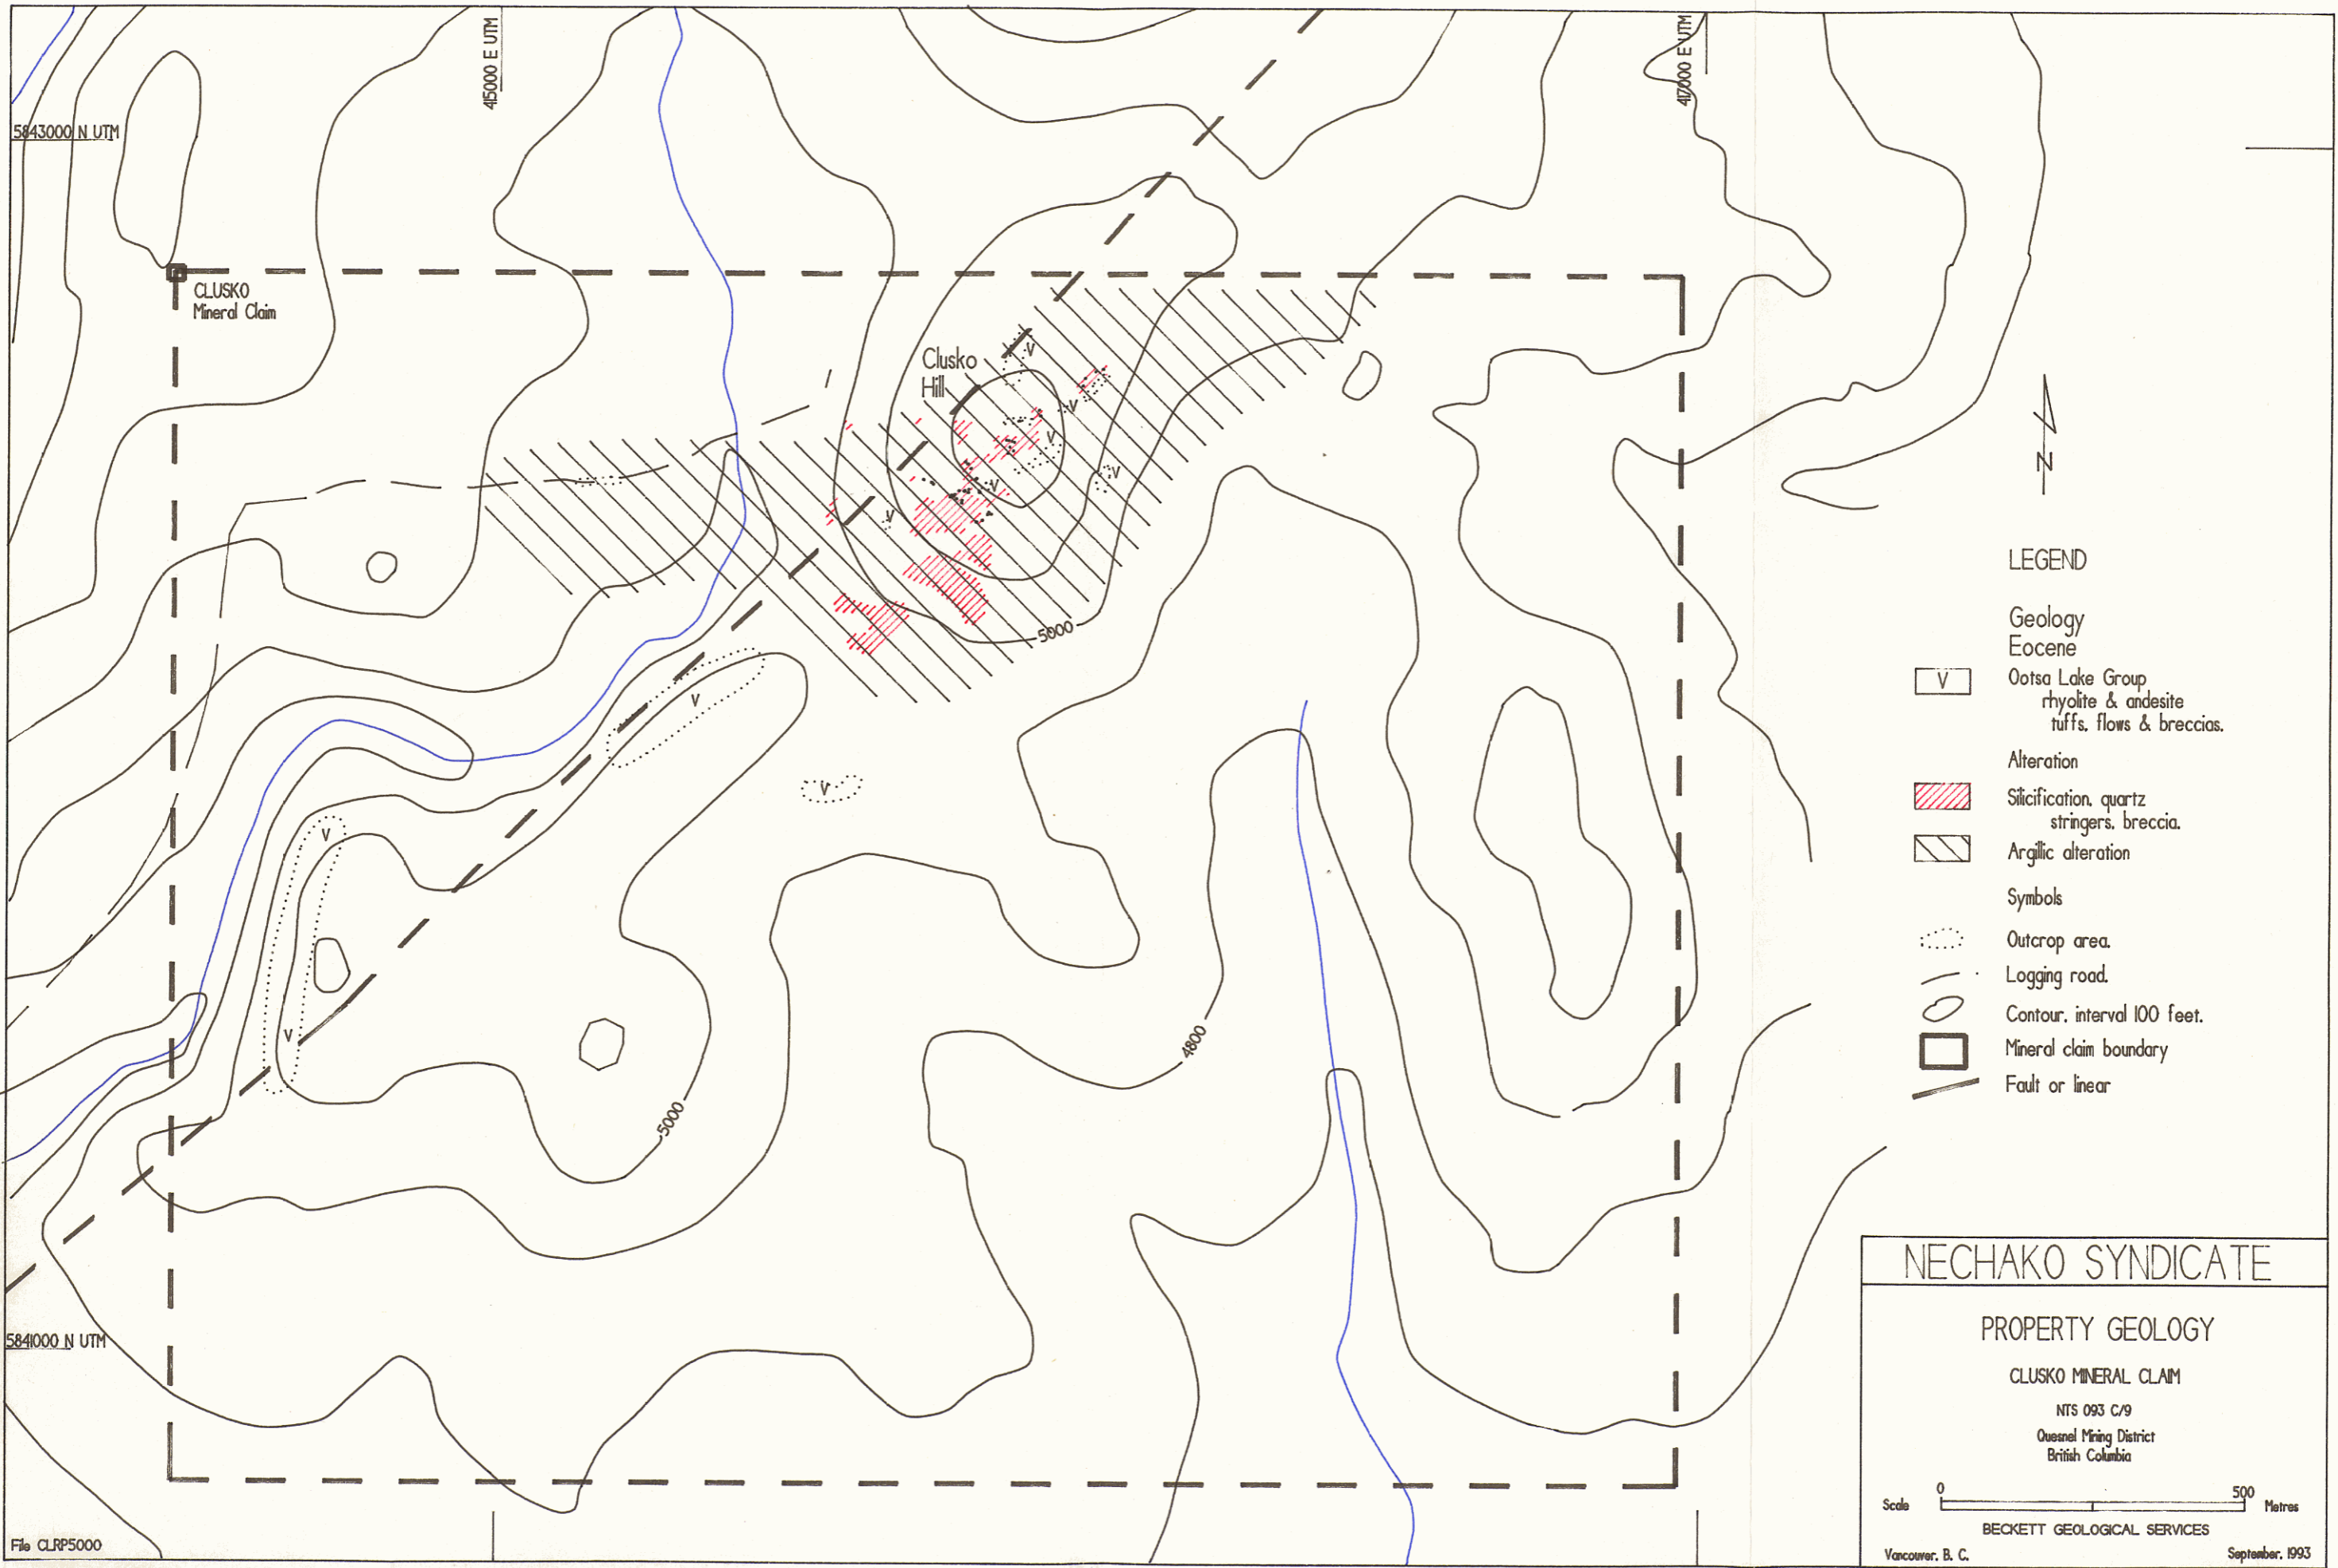 415000 E UTM
417000 E UTM
5843000 N UTM
CLUSKO
Mineral Claim
Clusko
Hill
V
V
V
V
V
V
N
5000
V
V
V
V
4800
5000
5841000 N UTM
File CLRP5000
LEGEND
Geology
Eocene
V
Ootsa Lake Group
rhyolite & andesite
tuffs, flows & breccias.
Alteration
Silicification, quartz
stringers, breccia.
Argillic alteration
Symbols
Outcrop area.
Logging road.
Contour, interval 100 feet.
Mineral claim boundary
Fault or linear
NECHAKO SYNDICATE
PROPERTY GEOLOGY
CLUSKO MINERAL CLAIM
NTS 093 C/9
Quesnel Mining District
British Columbia
0 500
Scale Metres
BECKETT GEOLOGICAL SERVICES
Vancouver, B. C. September, 1993